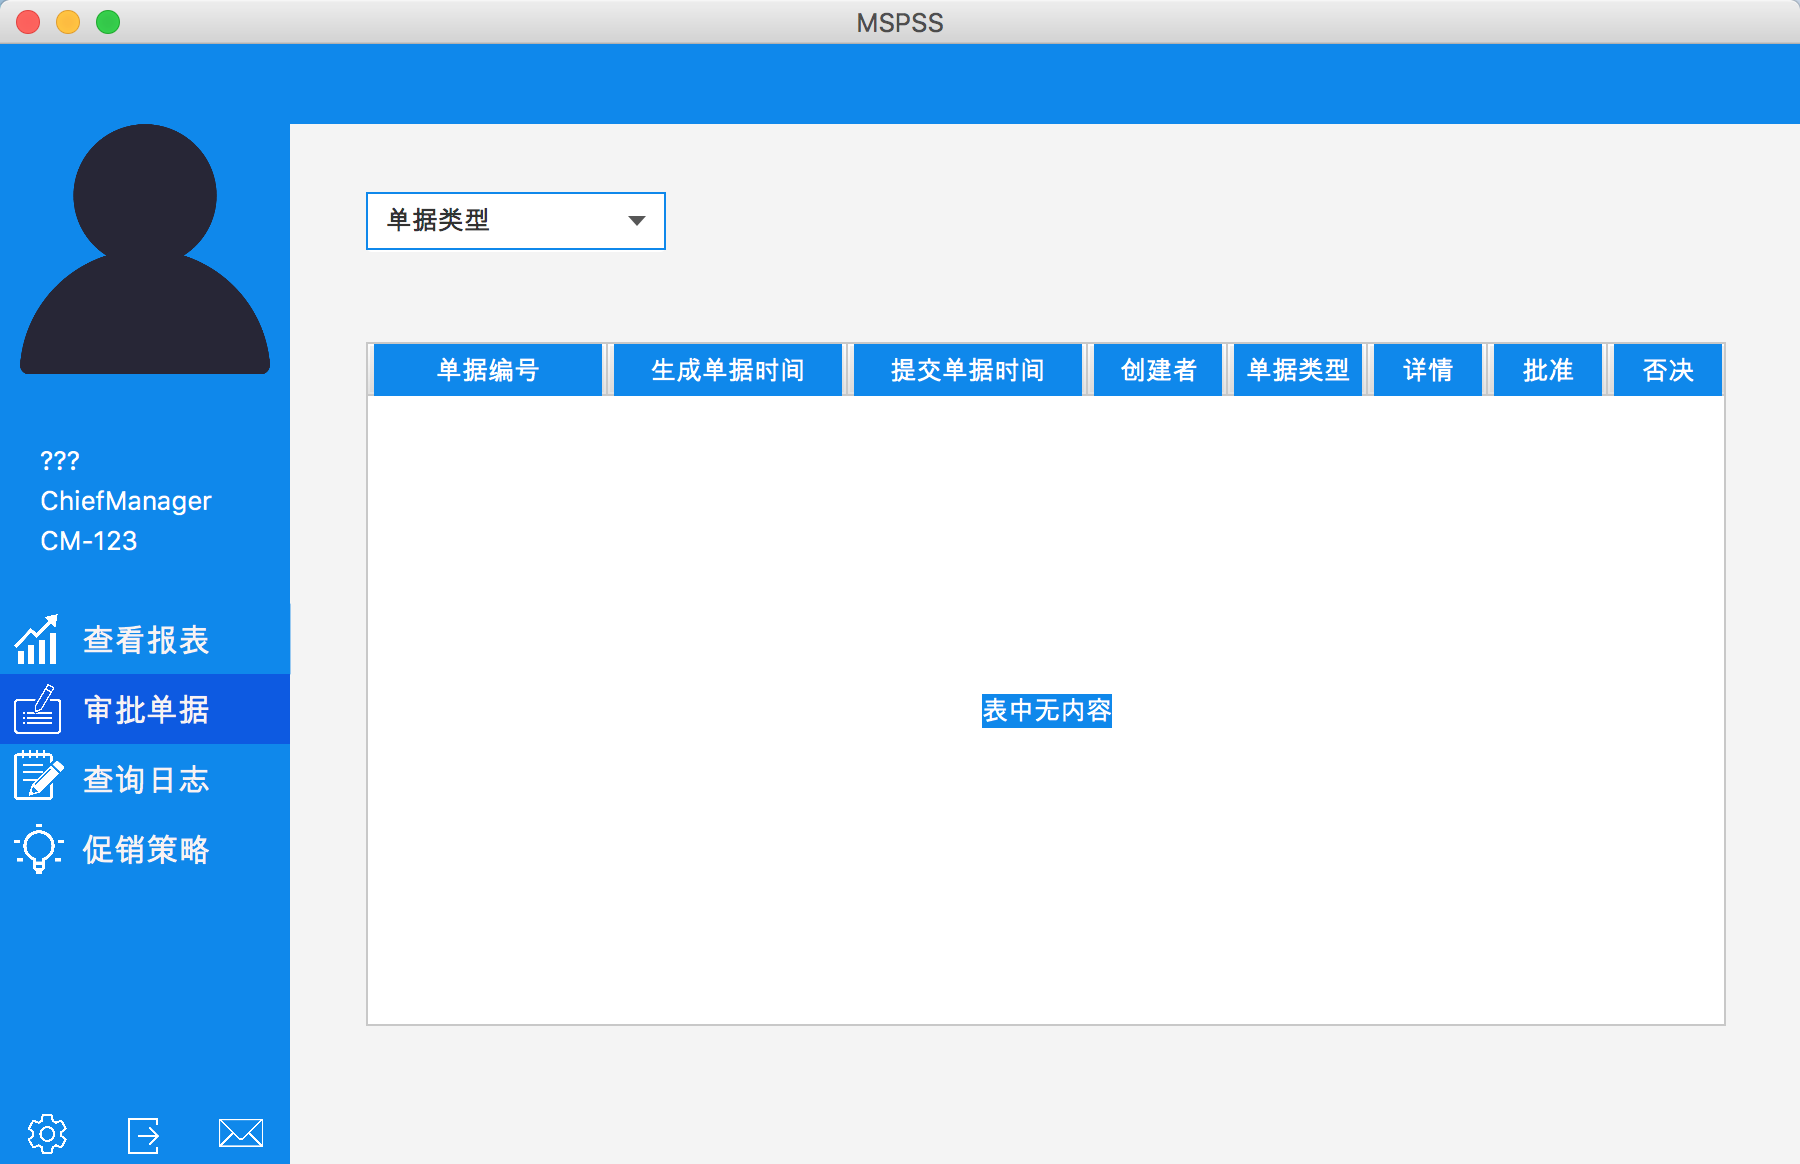 MSPSS
???
ChiefManager
CM-123
查看报表
审批单据
查询日志
促销策略
单据类型
单据编号 生成单据时间 提交单据时间 创建者 单据类型 详情 批准 否决
表中无内容